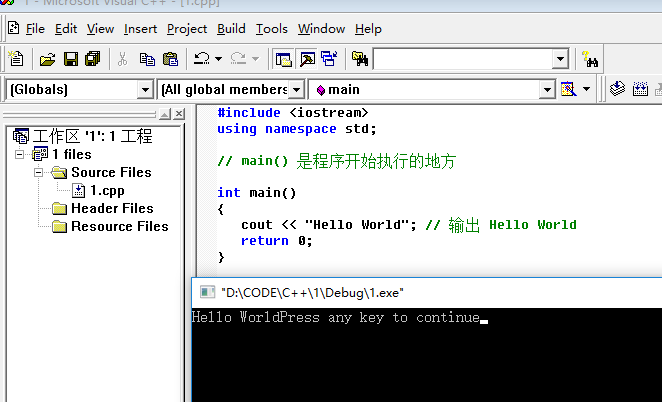 1 - Microsoft Visual C++ - [1.cpp]
File Edit View Insert Project Build Tools Window Help
(Globals) (All global members main
工作区 '1': 1 工程
1 files
Source Files
1.cpp
Header Files
Resource Files
#include <iostream>
using namespace std;
// main() 是程序开始执行的地方
int main()
{
cout << "Hello World"; // 输出 Hello World
return 0;
}
"D:\CODE\C++\1\Debug\1.exe"
Hello WorldPress any key to continue